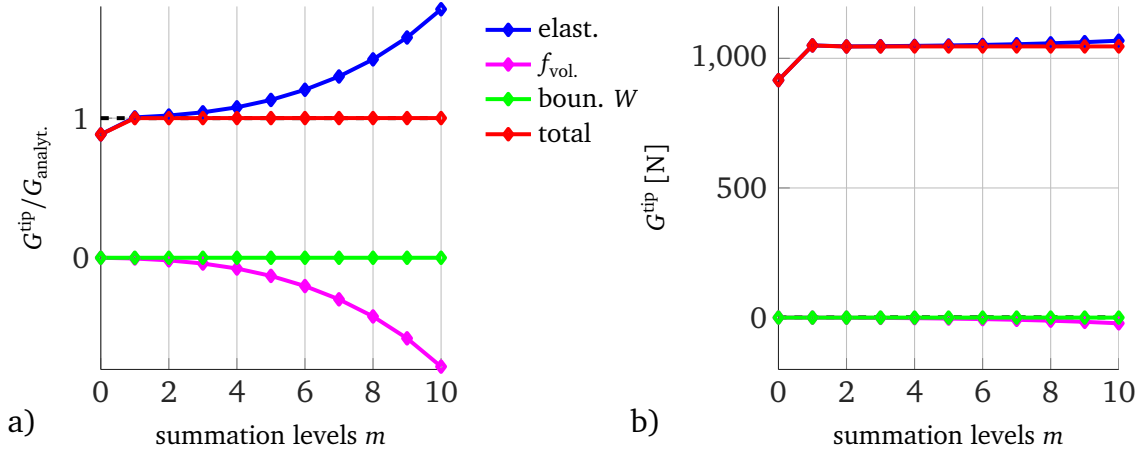 1
0
G^tip/G_analyt.
0 2 4 6 8 10
summation levels m
a)
elast.
f_vol.
boun. W
total
1,000
500
0
G^tip [N]
0 2 4 6 8 10
summation levels m
b)